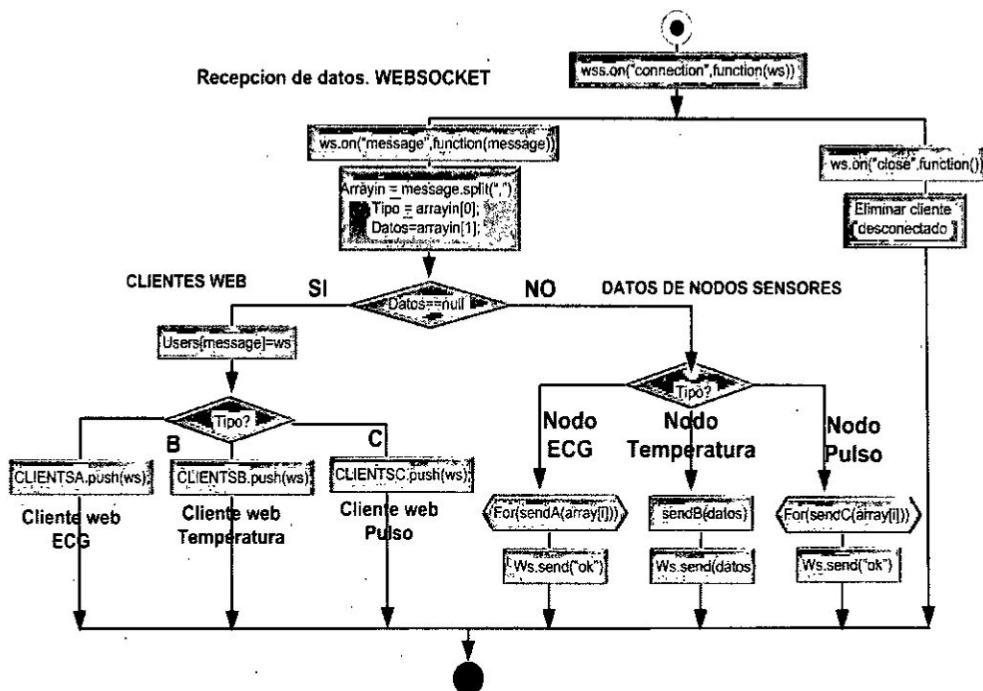 wss.on("connection",function(ws))
Recepcion de datos. WEBSOCKET
ws.on("message",function(message))
ws.on("close",function())
Arrayin = message.split(",")
Tipo = arrayin[0];
Datos=arrayin[1];
Eliminar cliente
desconectado
CLIENTES WEB
SI
Datos==null
NO
DATOS DE NODOS SENSORES
Users[message]=ws
Tipo?
B
C
Tipo?
Nodo
ECG
Nodo
Temperatura
Nodo
Pulso
CLIENTSA.push(ws);
CLIENTSB.push(ws)
CLIENTSC.push(ws);
Cliente web
ECG
Cliente web
Temperatura
Cliente web
Pulso
For(sendA(array[i]))
sendB(datos)
For(sendC(array[i]))
Ws.send("ok")
Ws.send(datos
Ws.send("ok")